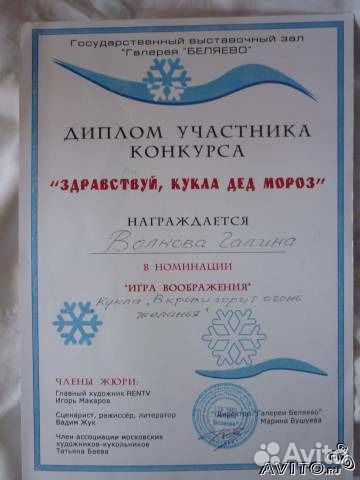 Государственный выставочный зал
"Галерея "БЕЛЯЕВО"
ДИПЛОМ УЧАСТНИКА
КОНКУРСА
"ЗДРАВСТВУЙ, КУКЛА ДЕД МОРОЗ"
НАГРАЖДАЕТСЯ
Волкова Галина
В НОМИНАЦИИ
"ИГРА ВООБРАЖЕНИЯ"
Кукла „В крови горит огонь
желанья"
ЧЛЕНЫ ЖЮРИ:
Главный художник RENTV
Игорь Макаров
Сценарист, режиссёр, литератор
Вадим Жук
Член ассоциации московских
художников-кукольников
Татьяна Баева
Директор "Галереи Беляево"
Марина Бушуева
Avito
AVITO.ru